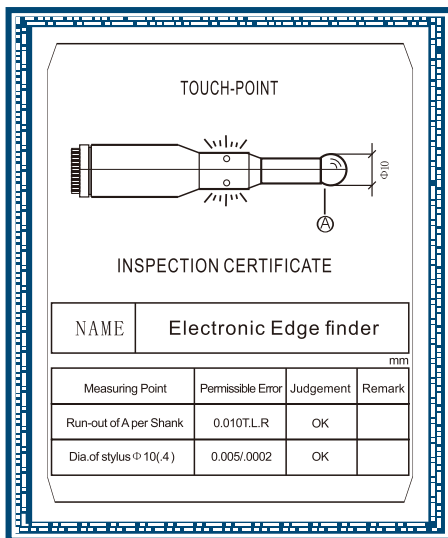 TOUCH-POINT
Φ10
A
INSPECTION CERTIFICATE
NAME Electronic Edge finder
mm
Measuring Point Permissible Error Judgement Remark
Run-out of A per Shank 0.010T.L.R OK
Dia.of stylus Φ 10(.4 ) 0.005/.0002 OK